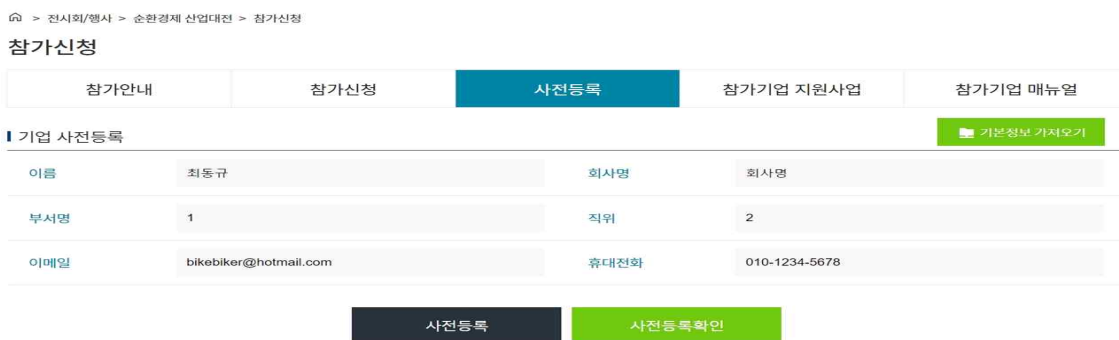 > 전시회/행사 > 순환경제 산업대전 > 참가신청
참가신청
참가안내 참가신청 사전등록 참가기업 지원사업 참가기업 매뉴얼
기업 사전등록 기본정보 가져오기
이름 최동규 회사명 회사명
부서명 1 직위 2
이메일 bikebiker@hotmail.com 휴대전화 010-1234-5678
사전등록 사전등록확인